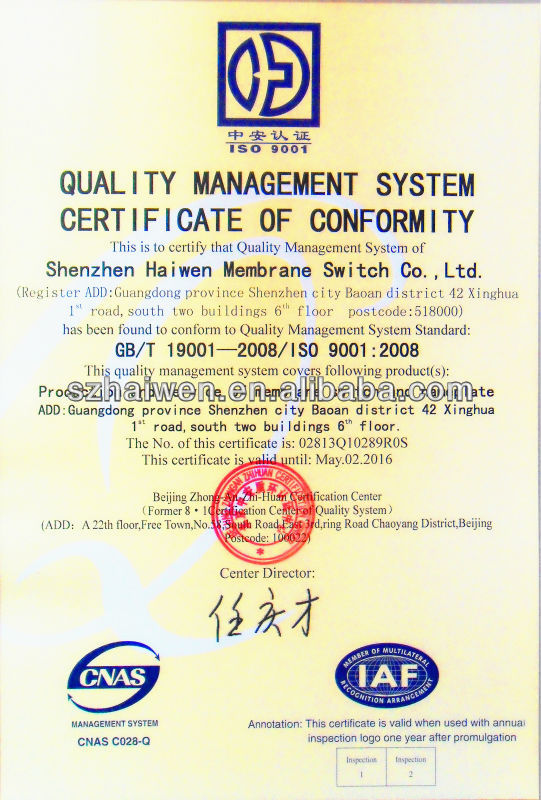 中安认证
ISO 9001
QUALITY MANAGEMENT SYSTEM
CERTIFICATE OF CONFORMITY
This is to certify that Quality Management System of
Shenzhen Haiwen Membrane Switch Co.,Ltd.
(Register ADD:Guangdong province Shenzhen city Baoan district 42 Xinghua
1st road,south two buildings 6th floor postcode:518000)
has been found to conform to Quality Management System Standard:
GB/T 19001—2008/ISO 9001:2008
This quality management system covers following product(s):
szhaiwen.en.alibaba.com
ADD:Guangdong province Shenzhen city Baoan district 42 Xinghua
1st road,south two buildings 6th floor.
The No. of this certificate is: 02813Q10289R0S
This certificate is valid until: May.02.2016
Beijing Zhong-An-Zhi-Huan Certification Center
(Former 8·1Certification Center of Quality System)
(ADD: A 22th floor,Free Town,No.58,South Road,East 3rd,ring Road Chaoyang District,Beijing
Postcode: 100022)
Center Director:
任庆才
CNAS
MANAGEMENT SYSTEM
CNAS C028-Q
MEMBER OF MULTILATERAL
IAF
RECOGNITION ARRANGEMENT
Annotation: This certificate is valid when used with annual
inspection logo one year after promulgation
Inspection Inspection
1 2